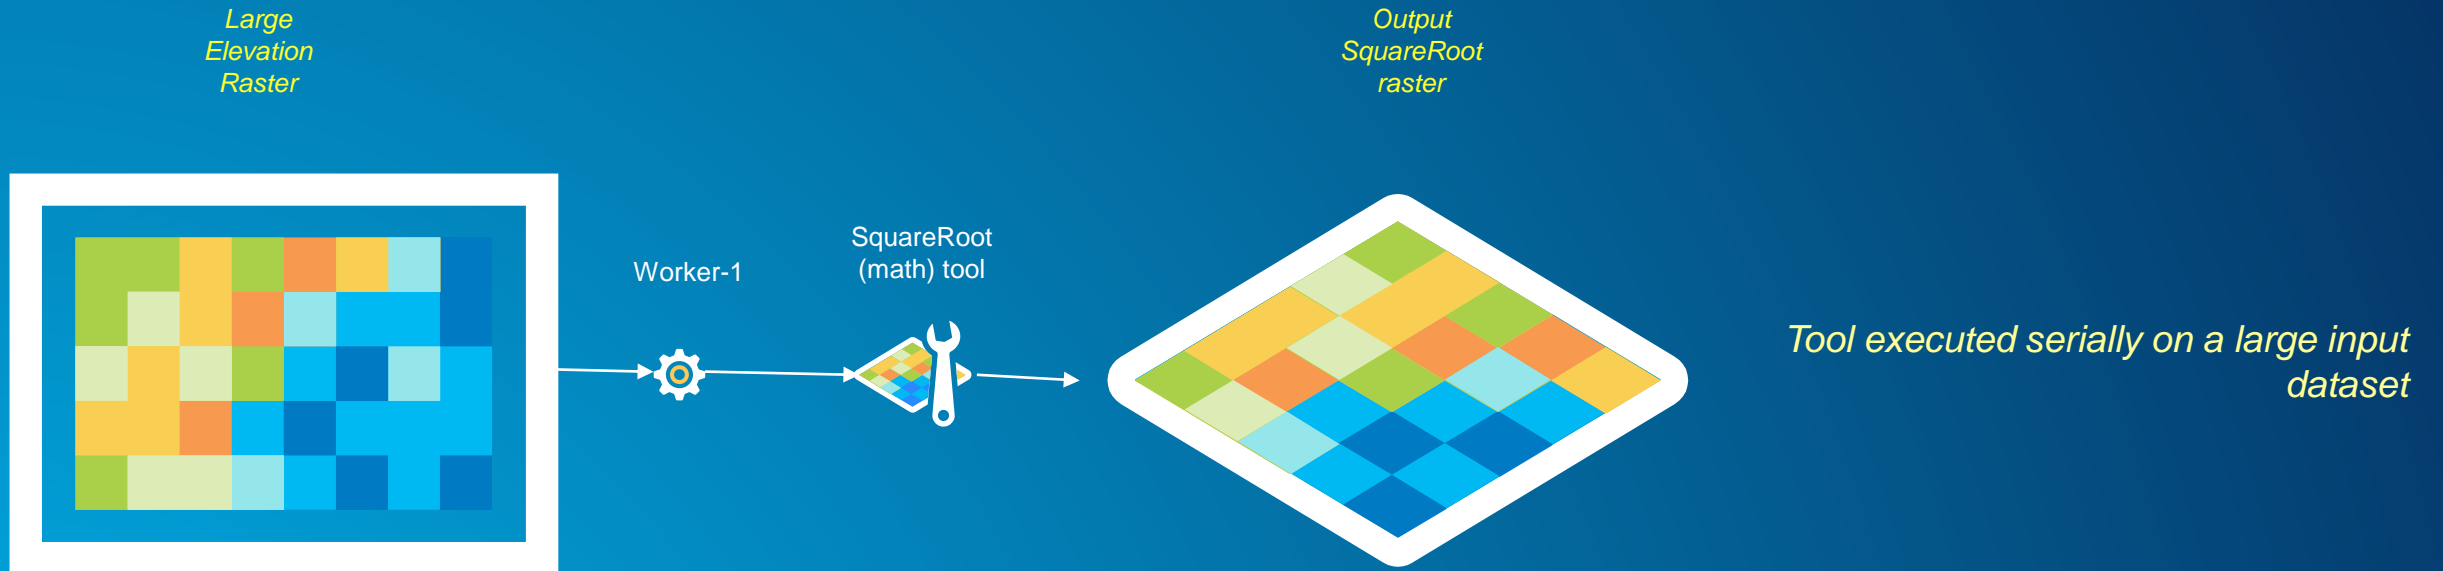 Large
Elevation
Raster
Output
SquareRoot
raster
Worker-1
SquareRoot
(math) tool
Tool executed serially on a large input
dataset